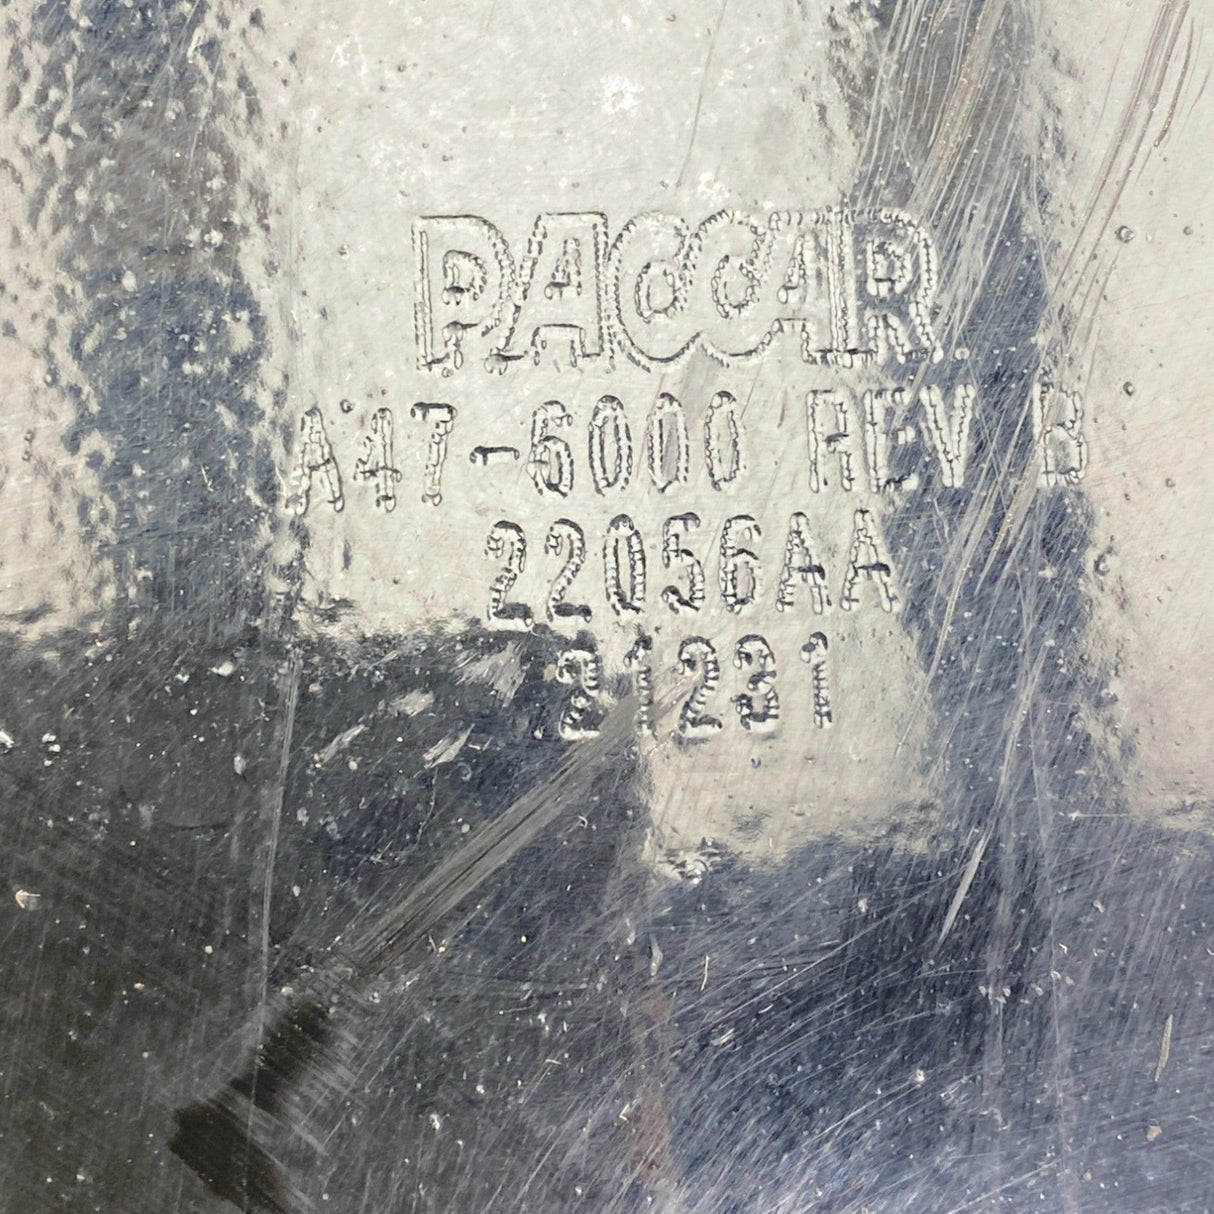 PACCAR
A47-6000 REV B
22056AA
21231